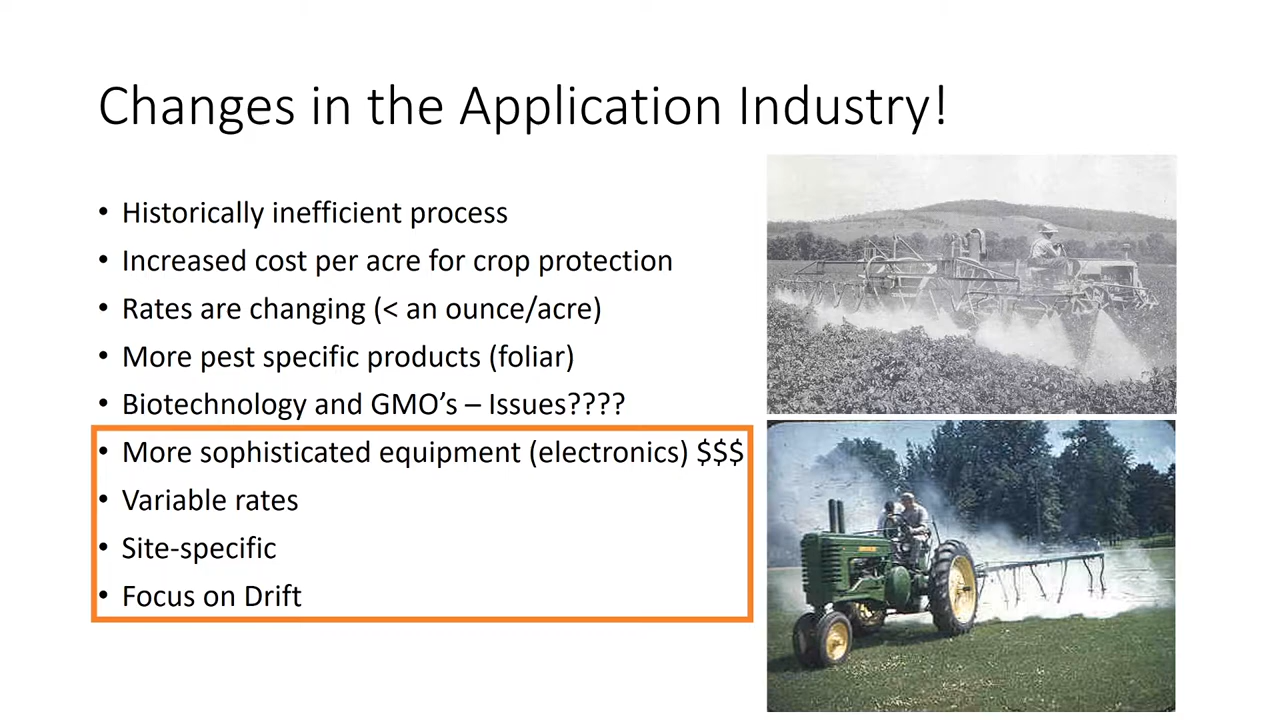 Changes in the Application Industry!
• Historically inefficient process
• Increased cost per acre for crop protection
• Rates are changing (< an ounce/acre)
• More pest specific products (foliar)
• Biotechnology and GMO’s – Issues????
• More sophisticated equipment (electronics) $$$
• Variable rates
• Site-specific
• Focus on Drift